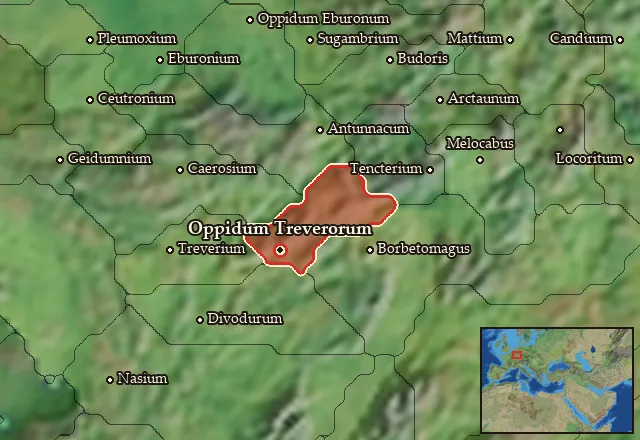 Oppidum Eburonum
Pleumoxium
Sugambrium
Mattium
Canduum
Eburonium
Budoris
Ceutronium
Arctaunum
Antunnacum
Melocabus
Geidumnium
Caerosium
Tencterium
Locoritum
Oppidum Treverorum
Treverium
Borbetomagus
Divodurum
Nasium